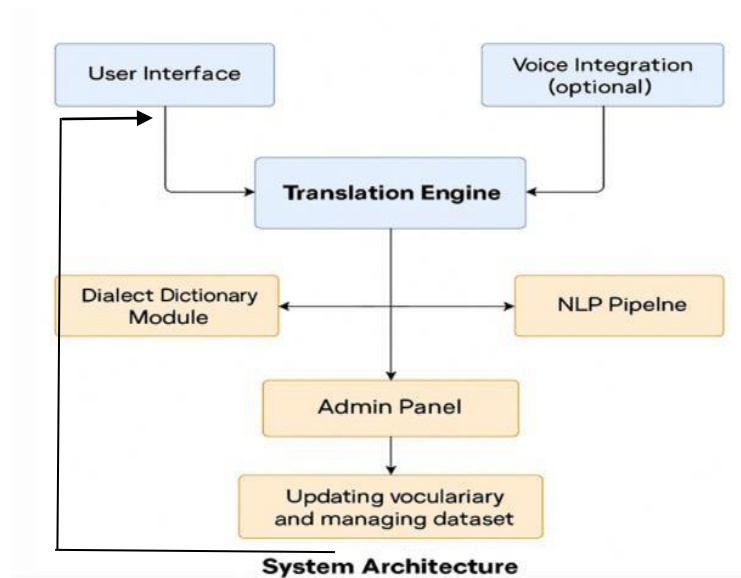 User Interface
Voice Integration
(optional)
Translation Engine
Dialect Dictionary
Module
NLP Pipelne
Admin Panel
Updating voculariary
and managing dataset
System Architecture